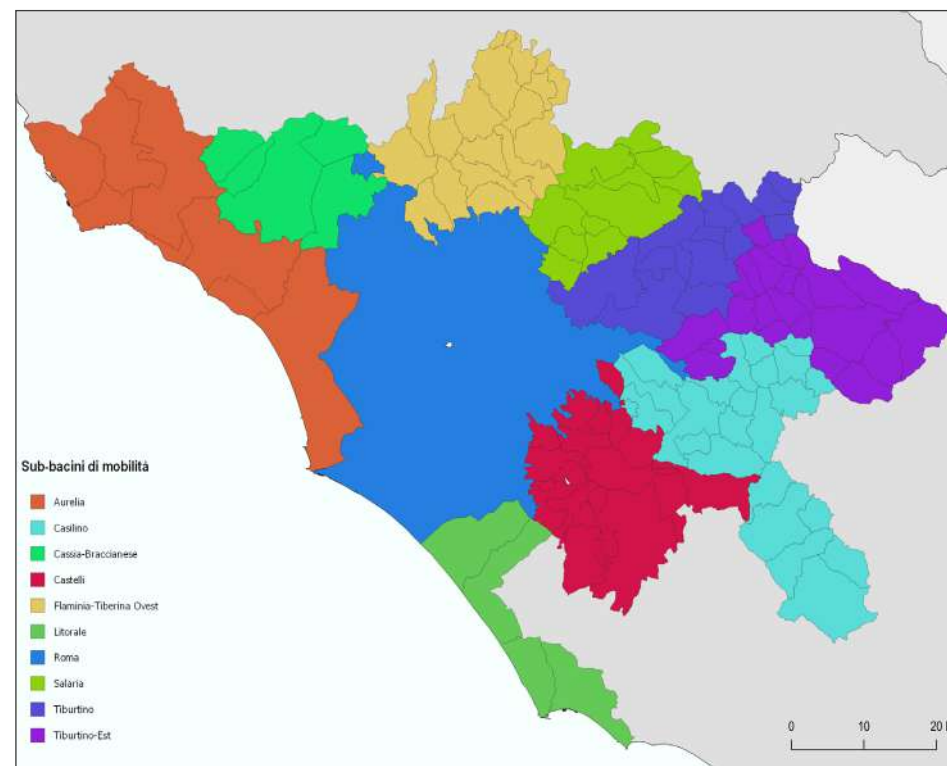 Sub-bacini di mobilità
Aurelia
Casilino
Cassia-Braccianese
Castelli
Flaminia-Tiberina Ovest
Litorale
Roma
Salaria
Tiburtino
Tiburtino-Est
0 10 20